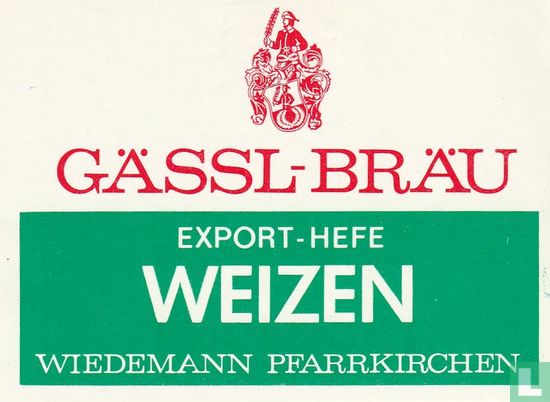 GÄSSL-BRÄU
EXPORT-HEFE
WEIZEN
WIEDEMANN PFARRKIRCHEN